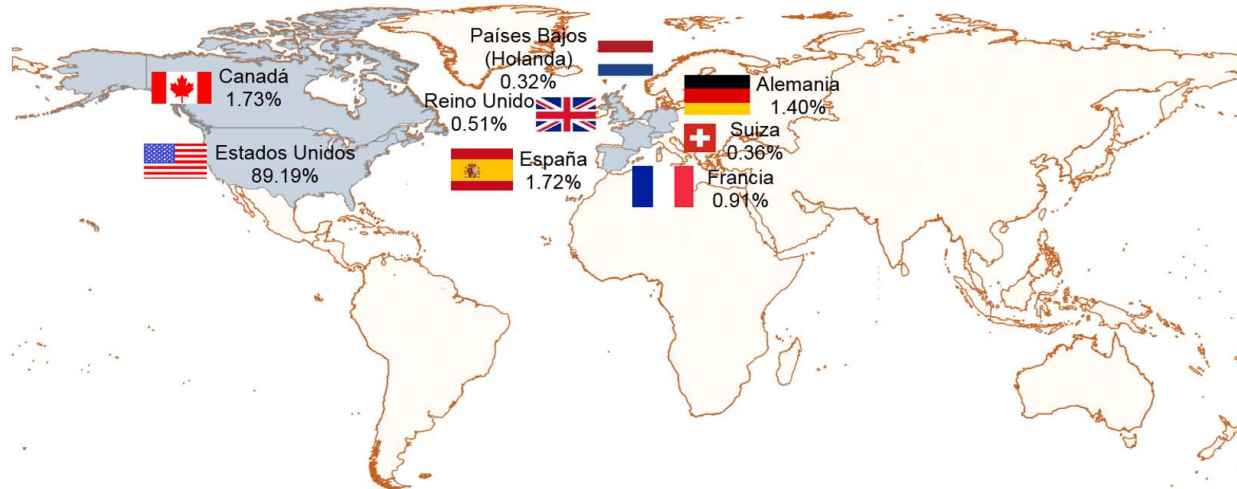 Canadá
1.73%
Estados Unidos
89.19%
Países Bajos
(Holanda)
0.32%
Reino Unido
0.51%
España
1.72%
Alemania
1.40%
Suiza
0.36%
Francia
0.91%